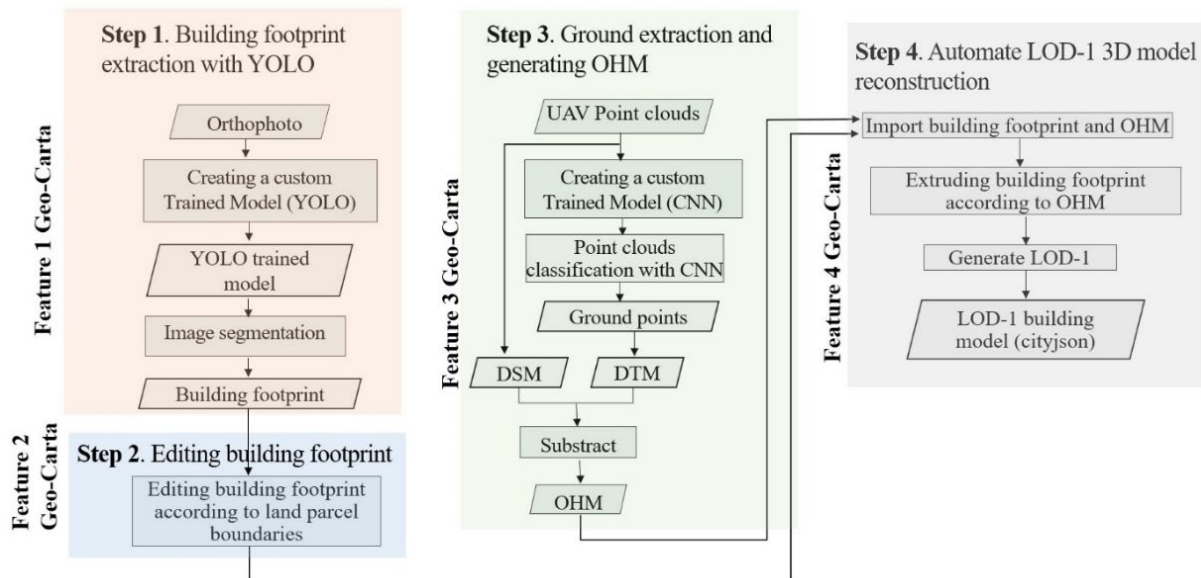 Feature 1 Geo-Carta
Step 1. Building footprint
extraction with YOLO
Orthophoto
Creating a custom
Trained Model (YOLO)
YOLO trained
model
Image segmentation
Building footprint
Feature 2
Geo-Carta
Step 2. Editing building footprint
Editing building footprint
according to land parcel
boundaries
Feature 3 Geo-Carta
Step 3. Ground extraction and
generating OHM
UAV Point clouds
Creating a custom
Trained Model (CNN)
Point clouds
classification with CNN
Ground points
DSM
DTM
Substract
OHM
Feature 4 Geo-Carta
Step 4. Automate LOD-1 3D model
reconstruction
Import building footprint and OHM
Extruding building footprint
according to OHM
Generate LOD-1
LOD-1 building
model (cityjson)